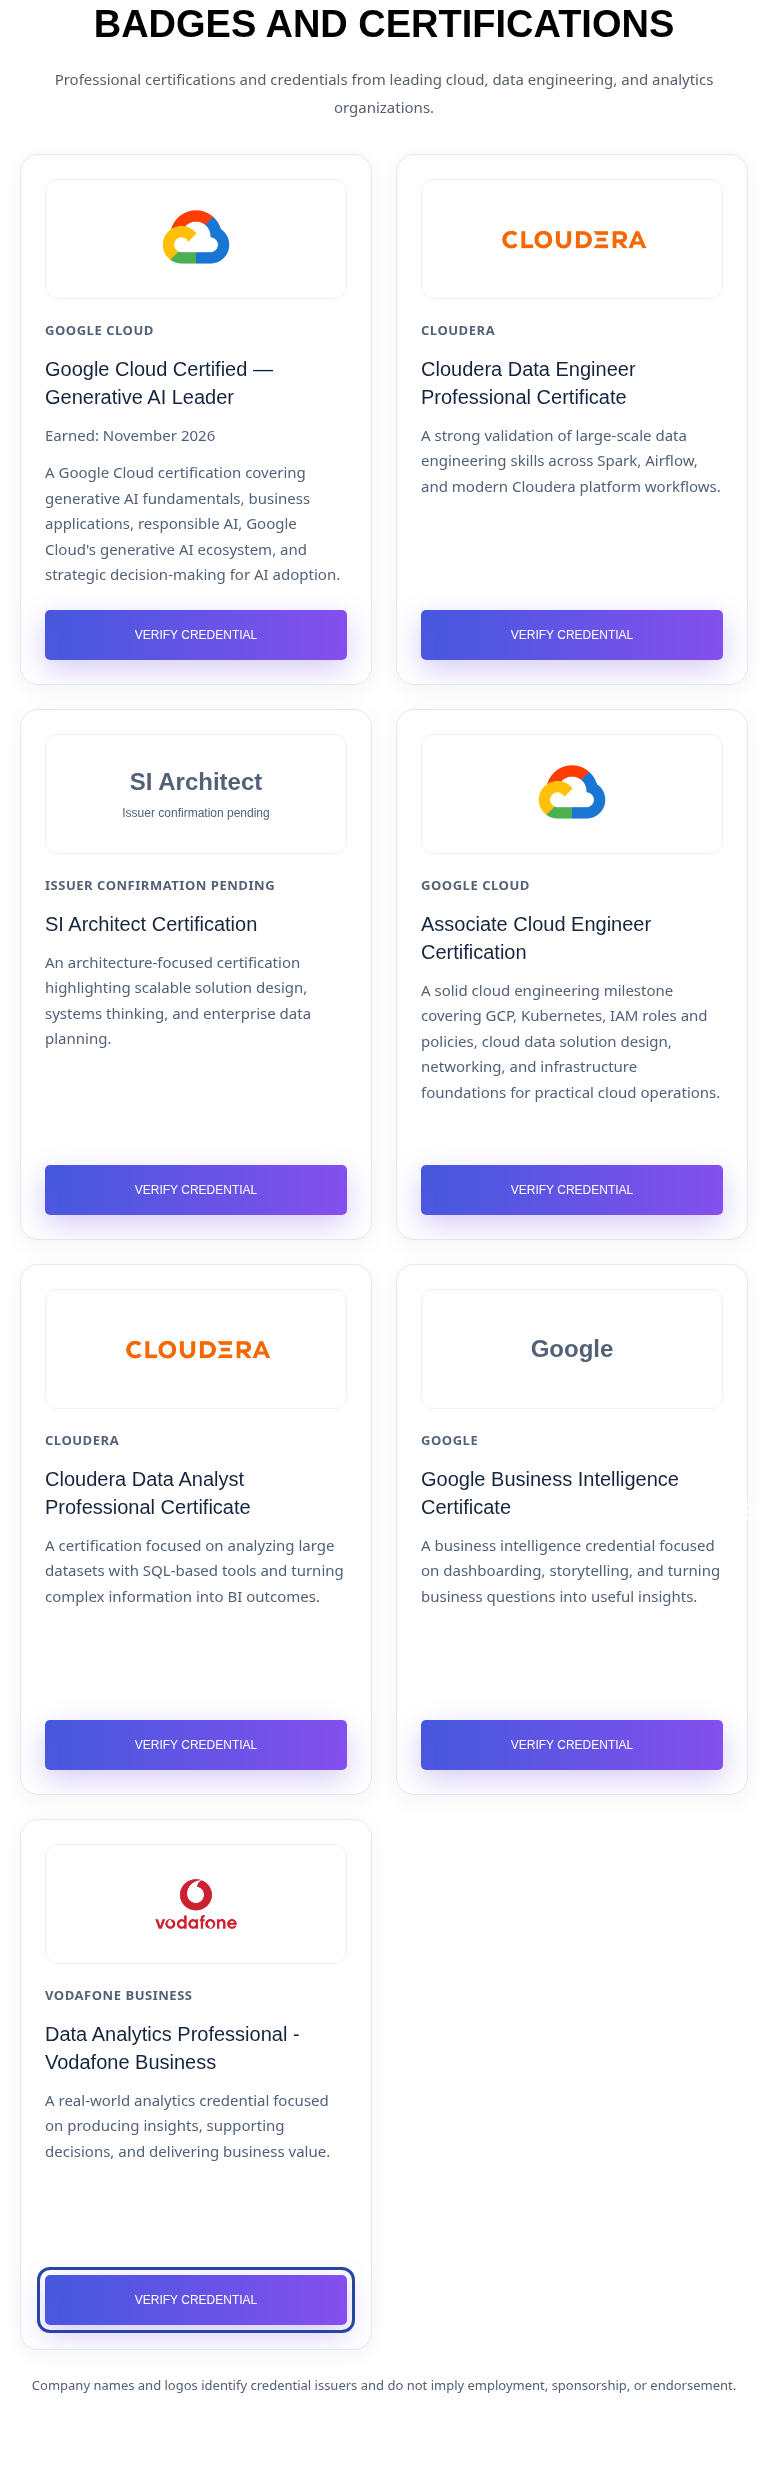 BADGES AND CERTIFICATIONS
Professional certifications and credentials from leading cloud, data engineering, and analytics
organizations.
GOOGLE CLOUD
Google Cloud Certified —
Generative AI Leader
Earned: November 2026
A Google Cloud certification covering
generative AI fundamentals, business
applications, responsible AI, Google
Cloud's generative AI ecosystem, and
strategic decision-making for AI adoption.
VERIFY CREDENTIAL
CLOUDERA
CLOUDERA
Cloudera Data Engineer
Professional Certificate
A strong validation of large-scale data
engineering skills across Spark, Airflow,
and modern Cloudera platform workflows.
VERIFY CREDENTIAL
SI Architect
Issuer confirmation pending
ISSUER CONFIRMATION PENDING
SI Architect Certification
An architecture-focused certification
highlighting scalable solution design,
systems thinking, and enterprise data
planning.
VERIFY CREDENTIAL
GOOGLE CLOUD
Associate Cloud Engineer
Certification
A solid cloud engineering milestone
covering GCP, Kubernetes, IAM roles and
policies, cloud data solution design,
networking, and infrastructure
foundations for practical cloud operations.
VERIFY CREDENTIAL
CLOUDERA
CLOUDERA
Cloudera Data Analyst
Professional Certificate
A certification focused on analyzing large
datasets with SQL-based tools and turning
complex information into BI outcomes.
VERIFY CREDENTIAL
Google
GOOGLE
Google Business Intelligence
Certificate
A business intelligence credential focused
on dashboarding, storytelling, and turning
business questions into useful insights.
VERIFY CREDENTIAL
vodafone
VODAFONE BUSINESS
Data Analytics Professional -
Vodafone Business
A real-world analytics credential focused
on producing insights, supporting
decisions, and delivering business value.
VERIFY CREDENTIAL
Company names and logos identify credential issuers and do not imply employment, sponsorship, or endorsement.